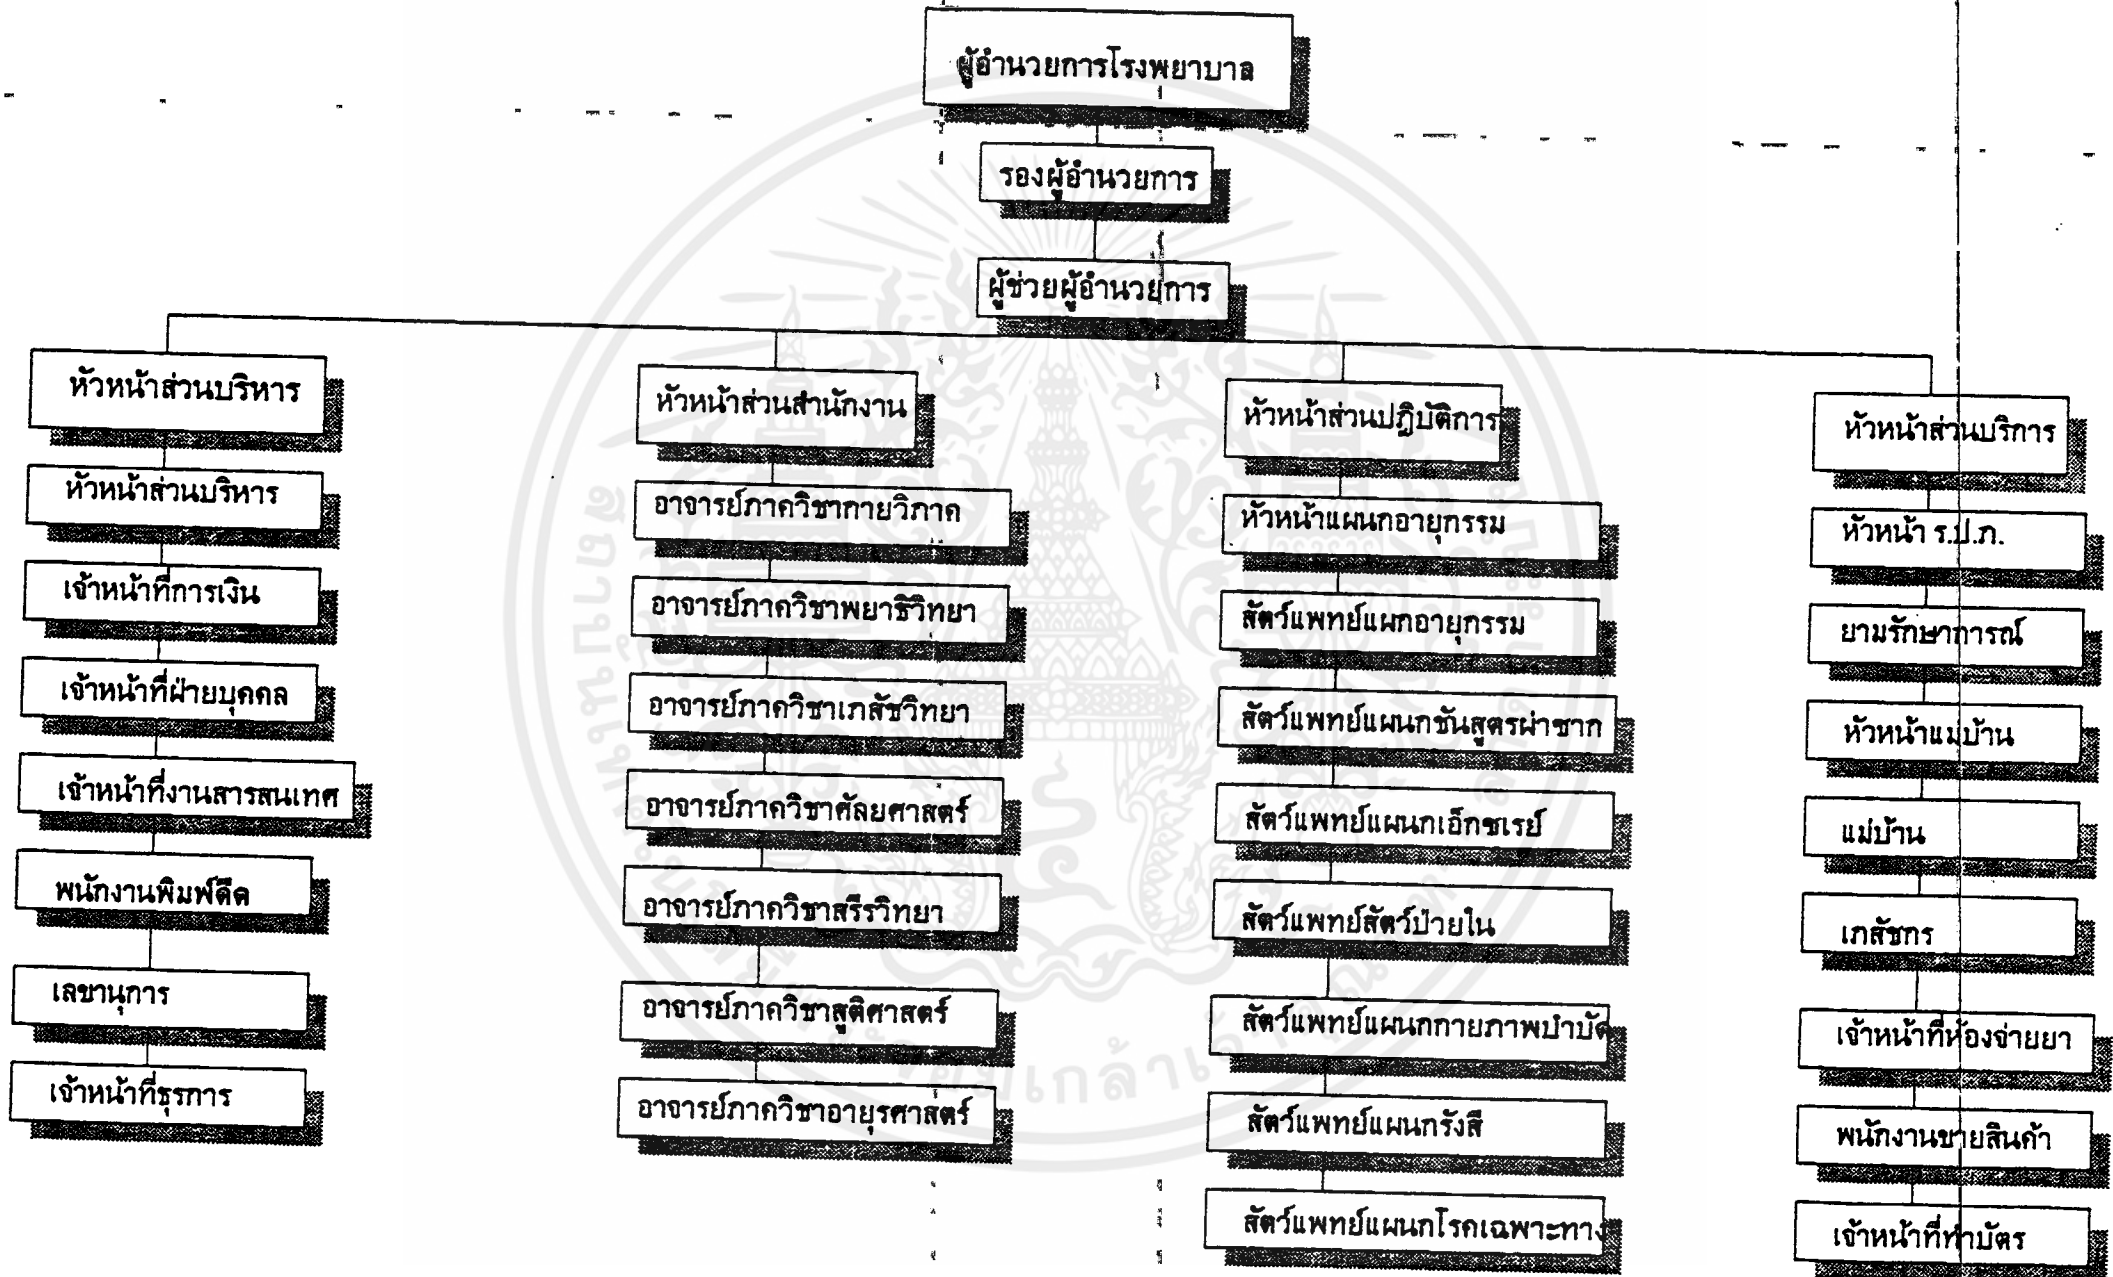 ผู้อำนวยการโรงพยาบาล
รองผู้อำนวยการ
ผู้ช่วยผู้อำนวยการ
หัวหน้าส่วนบริหาร
หัวหน้าส่วนบริหาร
เจ้าหน้าที่การเงิน
เจ้าหน้าที่ฝ่ายบุคคล
เจ้าหน้าที่งานสารสนเทศ
พนักงานพิมพ์ดีด
เลขานุการ
เจ้าหน้าที่ธุรการ
หัวหน้าส่วนสำนักงาน
อาจารย์ภาควิชากายวิภาค
อาจารย์ภาควิชาพยาธิวิทยา
อาจารย์ภาควิชาเภสัชวิทยา
อาจารย์ภาควิชาศัลยศาสตร์
อาจารย์ภาควิชาสรีรวิทยา
อาจารย์ภาควิชาสูติศาสตร์
อาจารย์ภาควิชาอายุรศาสตร์
หัวหน้าส่วนปฏิบัติการ
หัวหน้าแผนกอายุกรรม
สัตว์แพทย์แผกอายุกรรม
สัตว์แพทย์แผนกชันสูตรผ่าซาก
สัตว์แพทย์แผนกเอ็กซเรย์
สัตว์แพทย์สัตว์ป่วยใน
สัตว์แพทย์แผนกกายภาพบำบัด
สัตว์แพทย์แผนกรังสี
สัตว์แพทย์แผนกโรคเฉพาะทาง
หัวหน้าส่วนบริการ
หัวหน้า ร.ป.ภ.
ยามรักษาการณ์
หัวหน้าแม่บ้าน
แม่บ้าน
เภสัชกร
เจ้าหน้าที่ห้องจ่ายยา
พนักงานขายสินค้า
เจ้าหน้าที่ทำบัตร